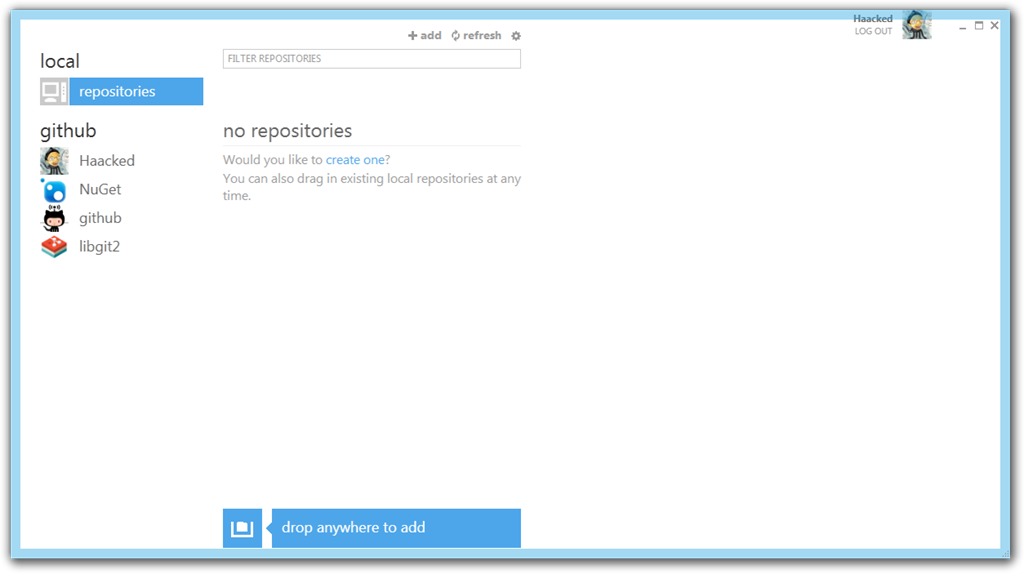 Haacked
LOG OUT
add refresh
local
FILTER REPOSITORIES
repositories
github
Haacked
NuGet
github
libgit2
no repositories
Would you like to create one?
You can also drag in existing local repositories at any
time.
drop anywhere to add